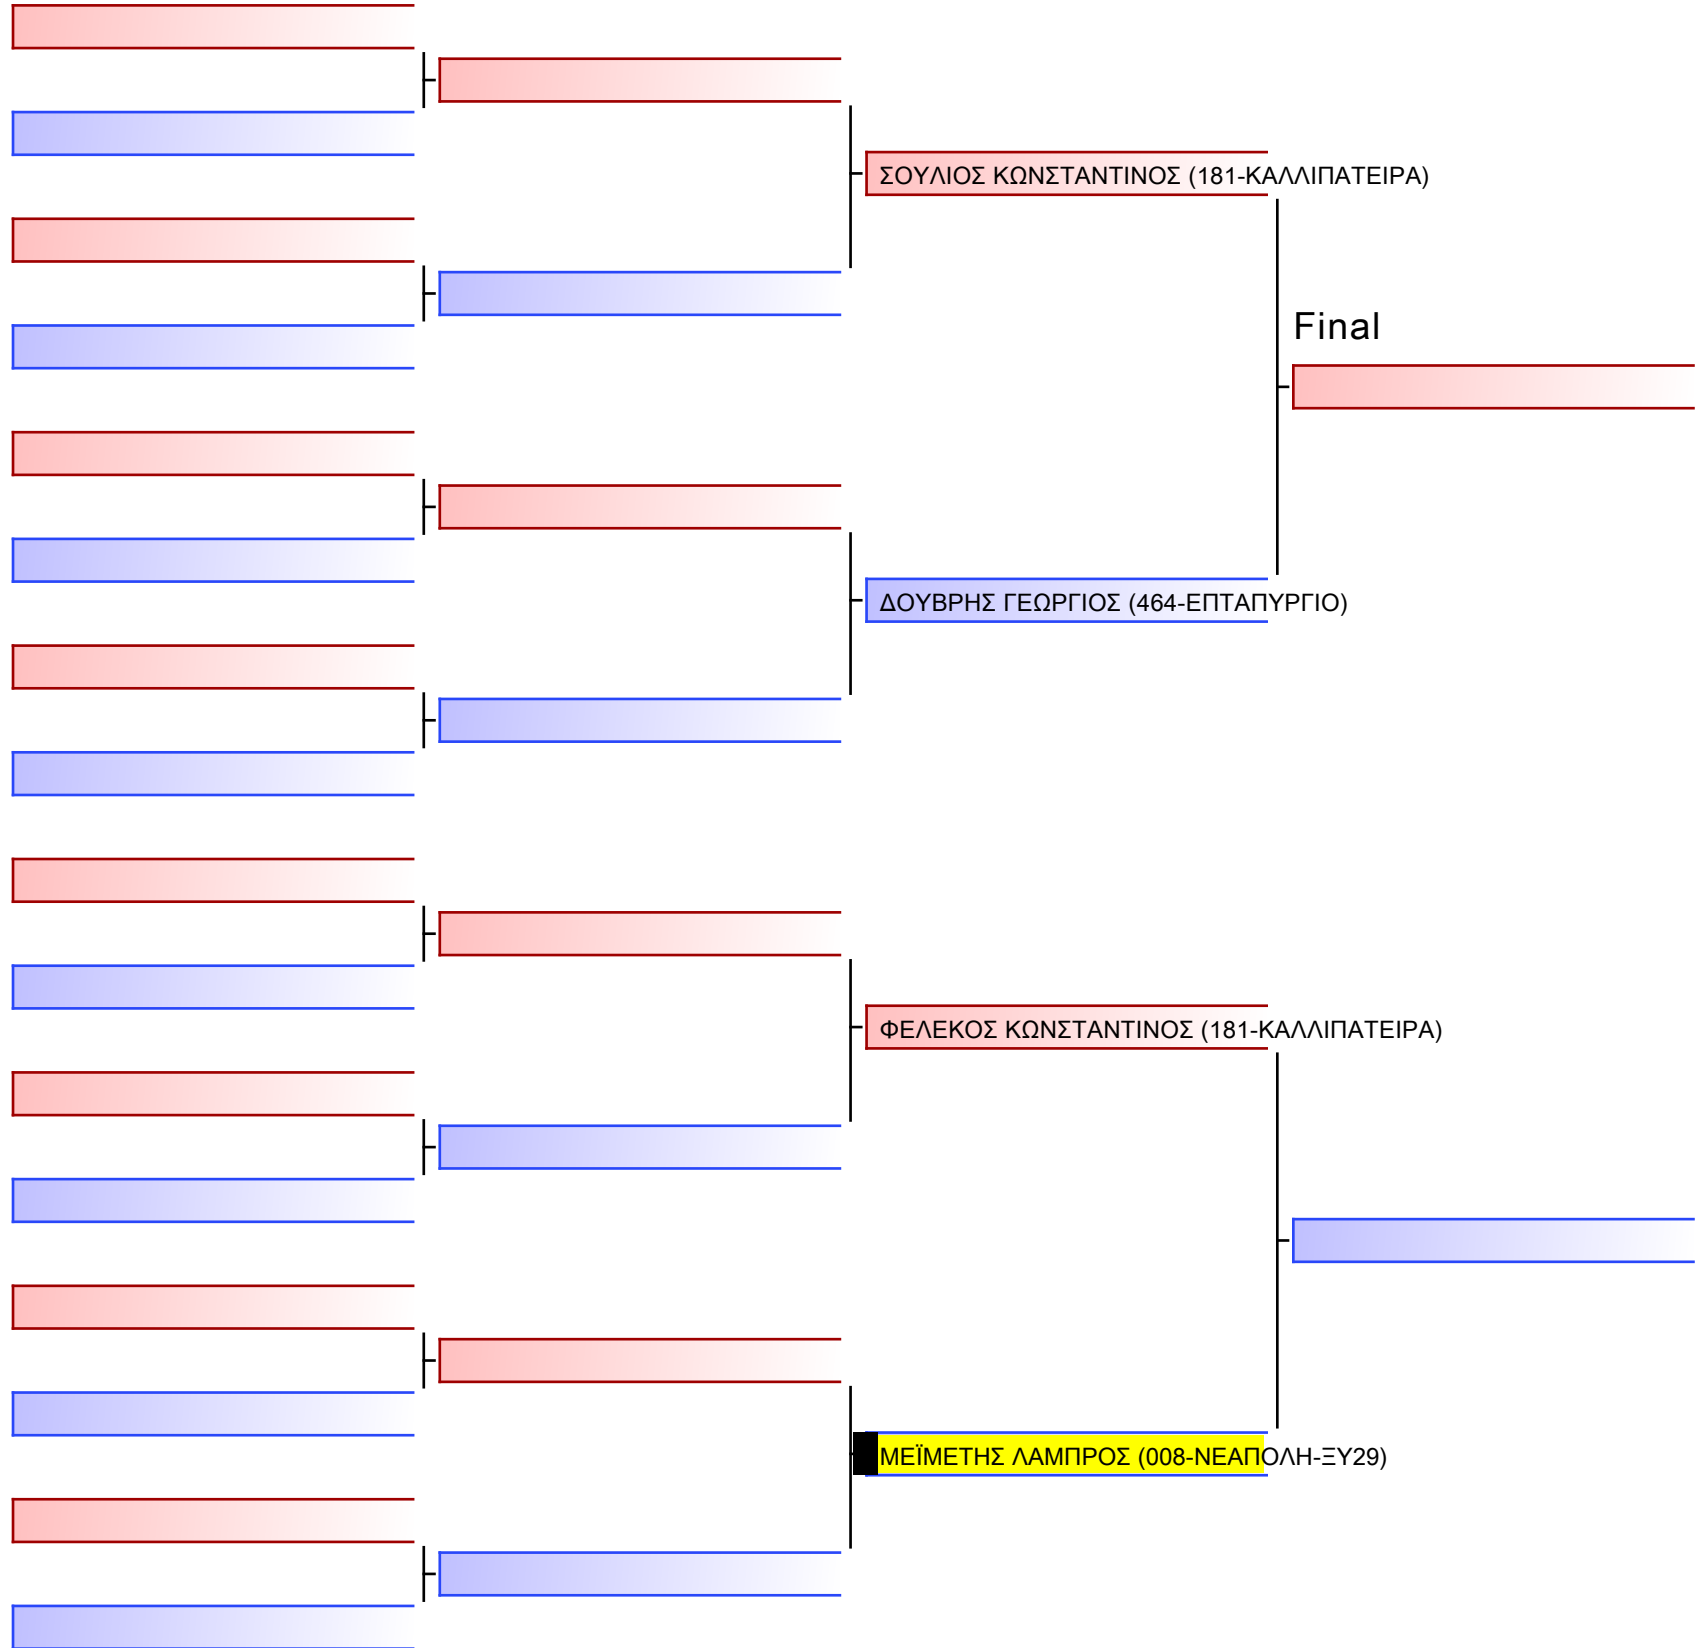 ΣΟΥΛΙΟΣ ΚΩΝΣΤΑΝΤΙΝΟΣ (181-ΚΑΛΛΙΠΑΤΕΙΡΑ)
Final
ΔΟΥΒΡΗΣ ΓΕΩΡΓΙΟΣ (464-ΕΠΤΑΠΥΡΓΙΟ)
ΦΕΛΕΚΟΣ ΚΩΝΣΤΑΝΤΙΝΟΣ (181-ΚΑΛΛΙΠΑΤΕΙΡΑ)
ΜΕΪΜΕΤΗΣ ΛΑΜΠΡΟΣ (008-ΝΕΑΠΟΛΗ-ΞΥ29)